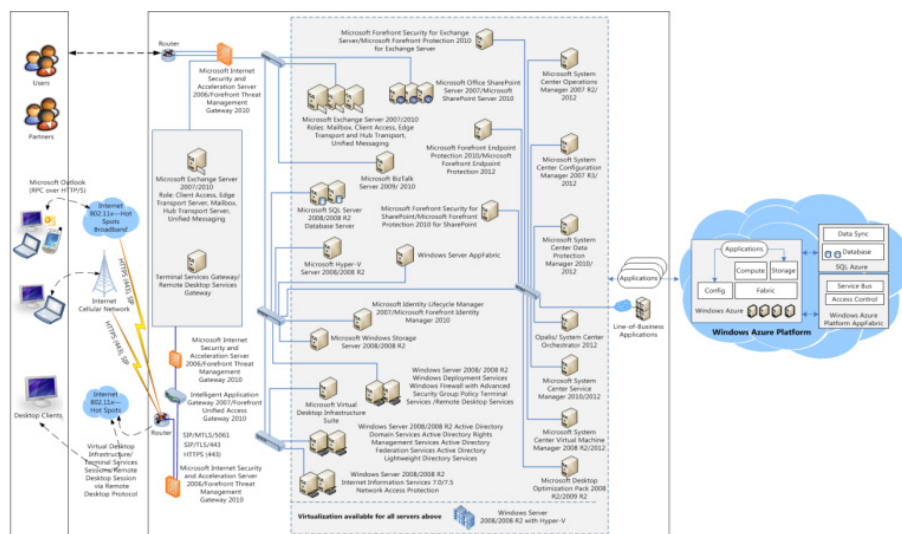 Users
Partners
Microsoft Outlook
(RPC over HTTP/S)
Internet
802.11e—Hot
Spots
Broadband
HTTPS (443) SIP
Internet
Cellular Network
HTTPS (443), SIP
Desktop Clients
Internet
802.11e—
Hot Spots
Virtual Desktop
Infrastructure/
Terminal Services
Session/Remote
Desktop Session
via Remote
Desktop Protocol
Router
Microsoft Internet
Security and
Acceleration Server
2006/Forefront Threat
Management
Gateway 2010
Microsoft Exchange Server
2007/2010
Role: Client Access, Edge
Transport Server, Mailbox,
Hub Transport Server,
Unified Messaging
Terminal Services Gateway/
Remote Desktop Services
Gateway
Microsoft Internet
Security and
Acceleration Server
2006/Forefront Threat
Management
Gateway 2010
Intelligent Application
Gateway 2007/Forefront
Unified Access
Gateway 2010
Router
SIP/MTLS/5061
SIP/TLS/443
HTTPS (443)
Microsoft Internet Security
and Acceleration Server
2006/Forefront Threat
Management
Gateway 2010
Microsoft Forefront Security for Exchange
Server/Microsoft Forefront Protection 2010
for Exchange Server
Microsoft Exchange Server 2007/2010
Roles: Mailbox, Client Access, Edge
Transport and Hub Transport,
Unified Messaging
Microsoft Office SharePoint
Server 2007/Microsoft
SharePoint Server 2010
Microsoft BizTalk
Server 2009/ 2010
Microsoft Forefront Endpoint
Protection 2010/Microsoft
Forefront Endpoint
Protection 2012
Microsoft SQL Server
2008/2008 R2
Database Server
Microsoft Forefront Security for
SharePoint/Microsoft Forefront
Protection 2010 for SharePoint
Microsoft Hyper-V
Server 2008/2008 R2
Windows Server AppFabric
Microsoft Identity Lifecycle Manager
2007/Microsoft Forefront Identity
Manager 2010
Microsoft Windows Storage
Server 2008/2008 R2
Microsoft Virtual
Desktop Infrastructure
Suite
Windows Server 2008/ 2008 R2
Windows Deployment Services
Windows Firewall with Advanced
Security Group Policy Terminal
Services /Remote Desktop Services
Windows Server 2008/2008 R2 Active Directory
Domain Services Active Directory Rights
Management Services Active Directory
Federation Services Active Directory
Lightweight Directory Services
Windows Server 2008/2008 R2
Internet Information Services 7.0/7.5
Network Access Protection
Microsoft System
Center Operations
Manager 2007 R2/
2012
Microsoft System
Center Configuration
Manager 2007 R3/
2012
Microsoft System
Center Data
Protection
Manager 2010/
2012
Opalis/ System Center
Orchestrator 2012
Microsoft System
Center Service
Manager
2010/2012
Microsoft System
Center Virtual Machine
Manager 2008 R2/2012
Microsoft Desktop
Optimization Pack 2008
R2/2009 R2
Virtualization available for all servers above
Windows Server
2008/2008 R2 with Hyper-V
Applications
Line-of-Business
Applications
Applications
Compute
Storage
Config
Fabric
Windows Azure
Data Sync
Database
SQL Azure
Service Bus
Access Control
Windows Azure
Platform AppFabric
Windows Azure Platform